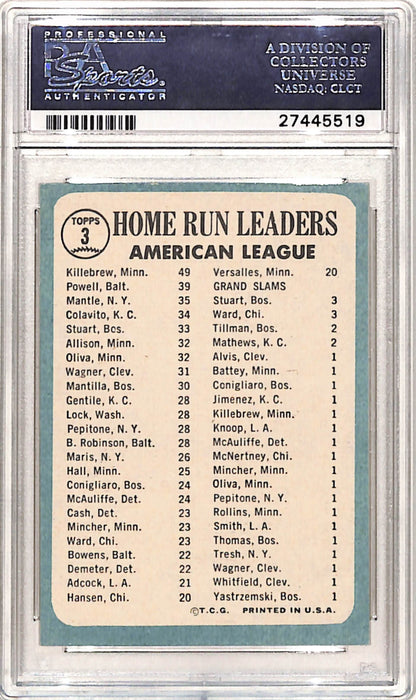 PROFESSIONAL
PSA
Sports
AUTHENTICATOR
A DIVISION OF
COLLECTORS
UNIVERSE
NASDAQ: CLCT
27445519
TOPPS
3
HOME RUN LEADERS
AMERICAN LEAGUE
Killebrew, Minn. 49
Powell, Balt. 39
Mantle, N. Y. 35
Colavito, K. C. 34
Stuart, Bos. 33
Allison, Minn. 32
Oliva, Minn. 32
Wagner, Clev. 31
Mantilla, Bos. 30
Gentile, K. C. 28
Lock, Wash. 28
Pepitone, N. Y. 28
B. Robinson, Balt. 28
Maris, N. Y. 26
Hall, Minn. 25
Conigliaro, Bos. 24
McAuliffe, Det. 24
Cash, Det. 23
Mincher, Minn. 23
Ward, Chi. 23
Bowens, Balt. 22
Demeter, Det. 22
Adcock, L. A. 21
Hansen, Chi. 20
Versalles, Minn. 20
GRAND SLAMS
Stuart, Bos. 3
Ward, Chi. 3
Tillman, Bos. 2
Mathews, K. C. 2
Alvis, Clev. 1
Battey, Minn. 1
Conigliaro, Bos. 1
Jimenez, K. C. 1
Killebrew, Minn. 1
Knoop, L. A. 1
McAuliffe, Det. 1
McNertney, Chi. 1
Mincher, Minn. 1
Oliva, Minn. 1
Pepitone, N. Y. 1
Rollins, Minn. 1
Smith, L. A. 1
Thomas, Bos. 1
Tresh, N. Y. 1
Wagner, Clev. 1
Whitfield, Clev. 1
Yastrzemski, Bos. 1
©T.C.G. PRINTED IN U.S.A.